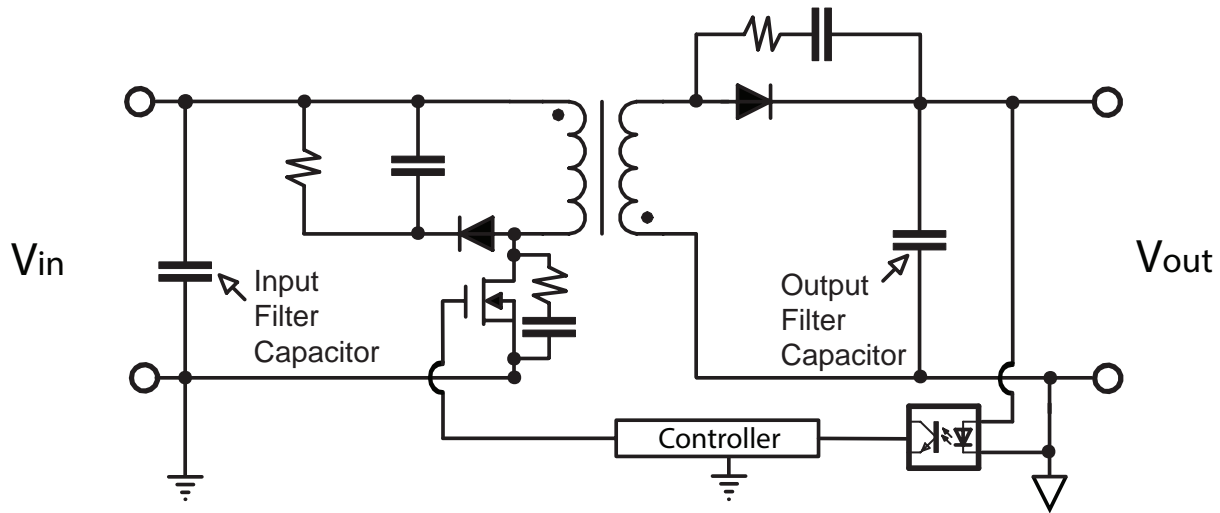 Vin
Input
Filter
Capacitor
Output
Filter
Capacitor
Vout
Controller